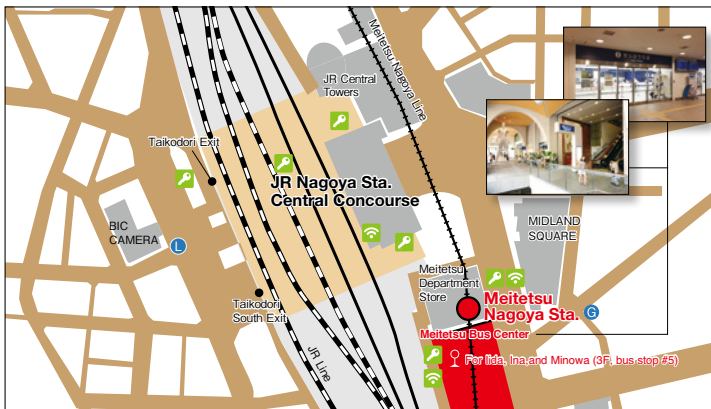 Meitetsu Nagoya Line
JR Central
Towers
Taikodori Exit
JR Nagoya Sta.
Central Concourse
BIC
CAMERA
L
MIDLAND
SQUARE
Meitetsu
Department
Store
Taikodori
South Exit
Meitetsu
Nagoya Sta.
G
Meitetsu Bus Center
JR Line
For Iida, Ina,and Minowa (3F, bus stop #5)